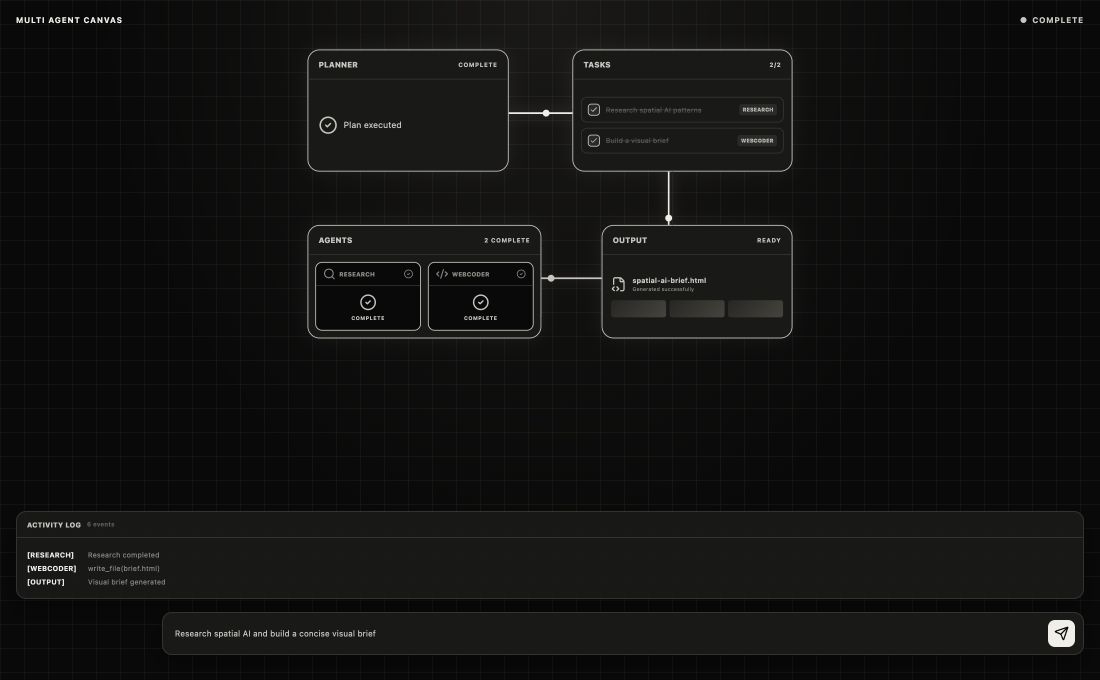 MULTI AGENT CANVAS
COMPLETE
PLANNER
COMPLETE
Plan executed
TASKS
2/2
Research spatial AI patterns
RESEARCH
Build a visual brief
WEBCODER
AGENTS
2 COMPLETE
RESEARCH
COMPLETE
WEBCODER
COMPLETE
OUTPUT
READY
spatial-ai-brief.html
Generated successfully
ACTIVITY LOG 6 events
[RESEARCH] Research completed
[WEBCODER] write_file(brief.html)
[OUTPUT] Visual brief generated
Research spatial AI and build a concise visual brief